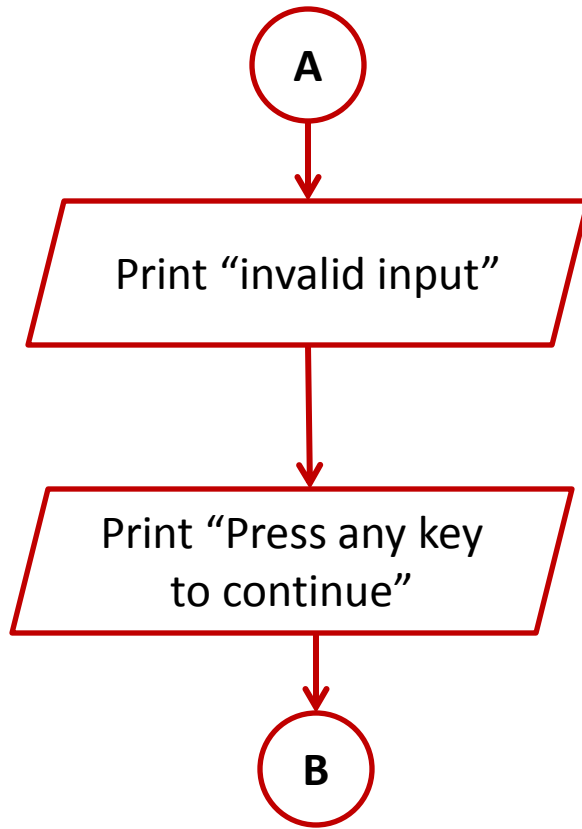 A
Print “invalid input”
Print “Press any key
to continue”
B